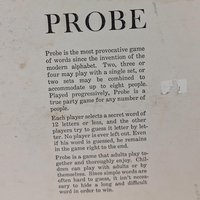 PROBE
Probe is the most provocative game
of words since the invention of the
modern alphabet. Two, three or
four may play with a single set, or
two sets may be combined to
accommodate up to eight people.
Played progressively, Probe is a
true party game for any number of
people.
Each player selects a secret word of
12 letters or less, and the other
players try to guess it letter by let-
ter. No player is ever left out. Even
if his word is guessed, he remains
in the game right to the end.
Probe is a game that adults play to-
gether and thoroughly enjoy. Chil-
dren can play with adults or by
themselves. Since simple words are
often hard to guess, it isn't neces-
sary to hide a long and difficult
word in order to win.